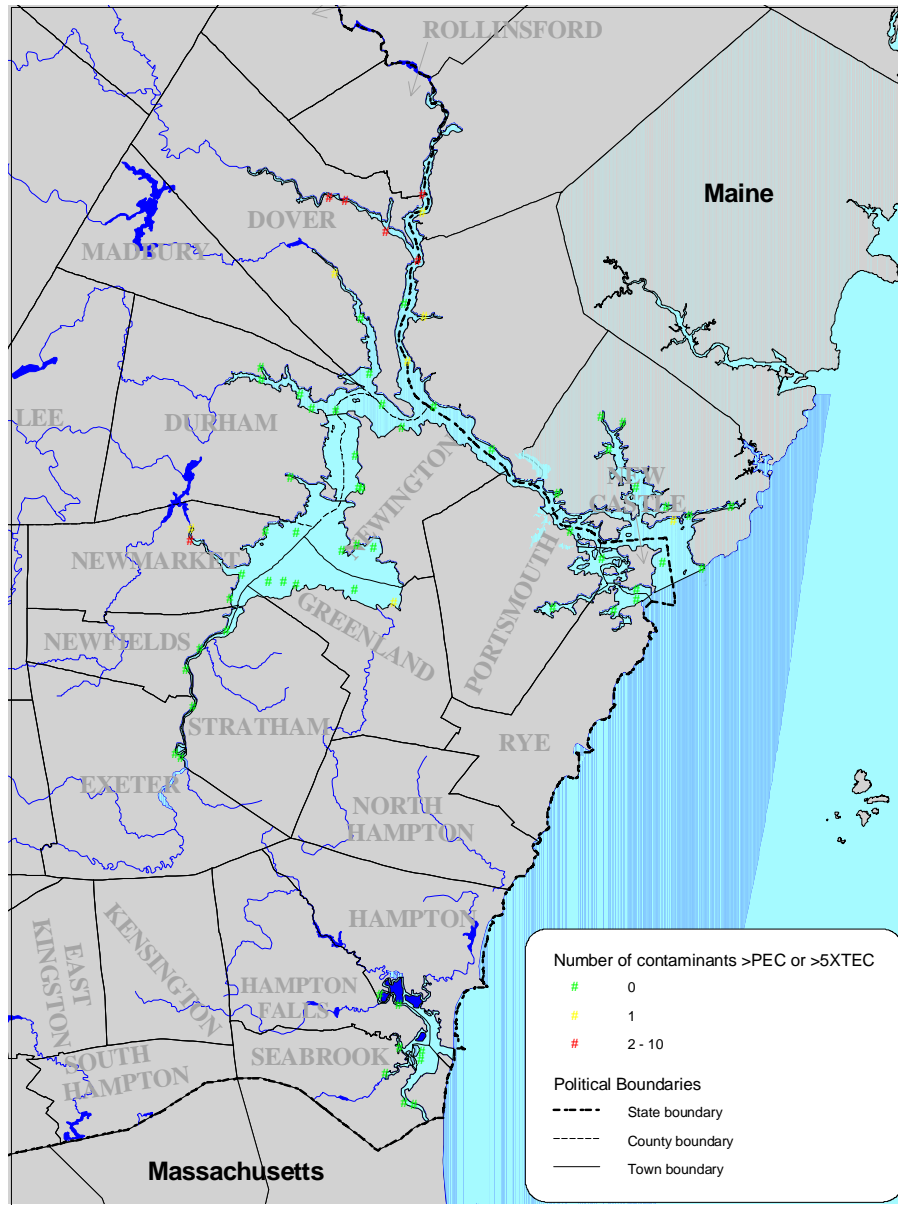 ROLLINSFORD
Maine
DOVER
MADBURY
LEE
DURHAM
NEWINGTON
NEW
CASTLE
NEWMARKET
PORTSMOUTH
GREENLAND
NEWFIELDS
STRATHAM
RYE
EXETER
NORTH
HAMPTON
HAMPTON
KENSINGTON
EAST
KINGSTON
HAMPTON
FALLS
SEABROOK
SOUTH
HAMPTON
Massachusetts
Number of contaminants >PEC or >5XTEC
# 0
# 1
# 2 - 10
Political Boundaries
State boundary
County boundary
Town boundary